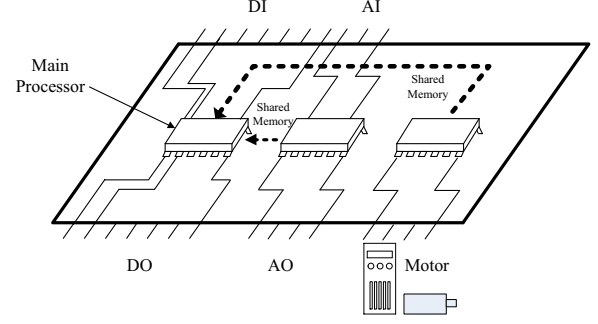 DI
AI
Main
Processor
Shared
Memory
Shared
Memory
DO
AO
Motor